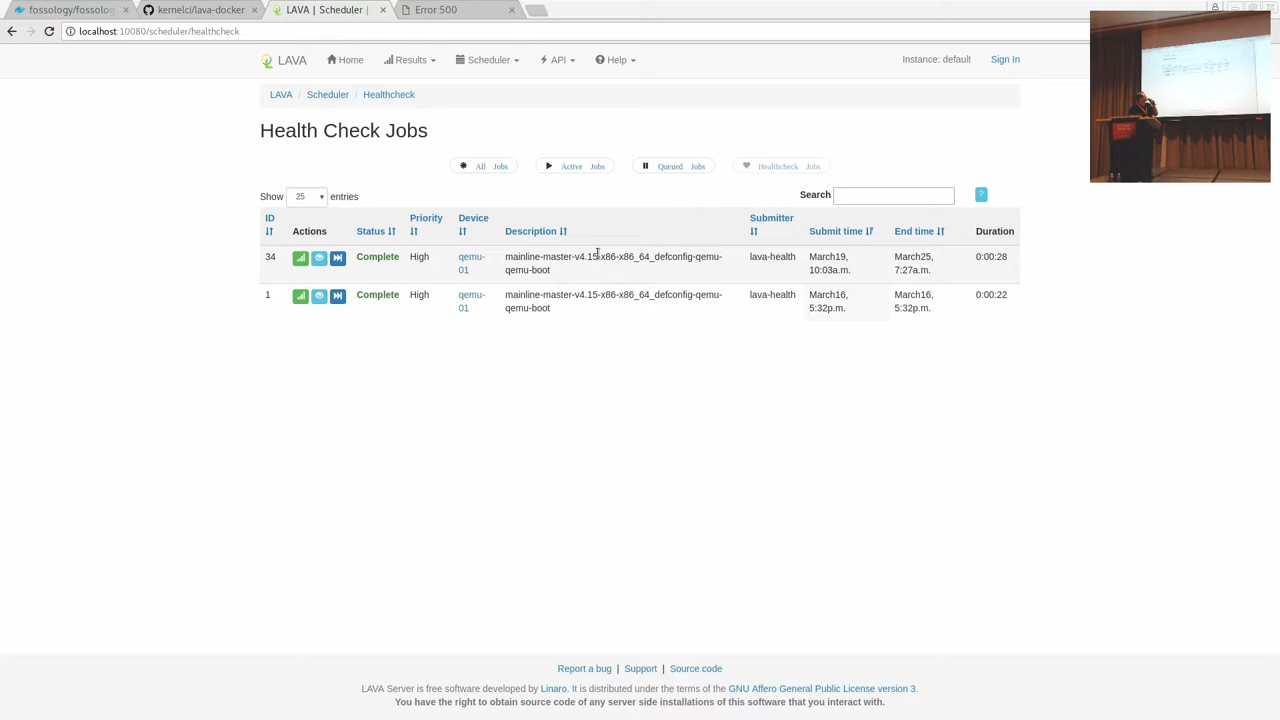 fossology/fossolog
kernelci/lava-docker
LAVA | Scheduler |
Error 500
localhost:10080/scheduler/healthcheck
LAVA Home Results Scheduler API Help Instance: default Sign In
LAVA / Scheduler / Healthcheck
Health Check Jobs
All Jobs Active Jobs Queued Jobs Healthcheck Jobs
Show 25 entries Search ?
ID Actions Status Priority Device Description Submitter Submit time End time Duration
34 Complete High qemu-01 mainline-master-v4.15-x86-x86_64_defconfig-qemu-qemu-boot lava-health March19, 10:03a.m. March25, 7:27a.m. 0:00:28
1 Complete High qemu-01 mainline-master-v4.15-x86-x86_64_defconfig-qemu-qemu-boot lava-health March16, 5:32p.m. March16, 5:32p.m. 0:00:22
Report a bug | Support | Source code
LAVA Server is free software developed by Linaro. It is distributed under the terms of the GNU Affero General Public License version 3.
You have the right to obtain source code of any server side installations of this software that you interact with.